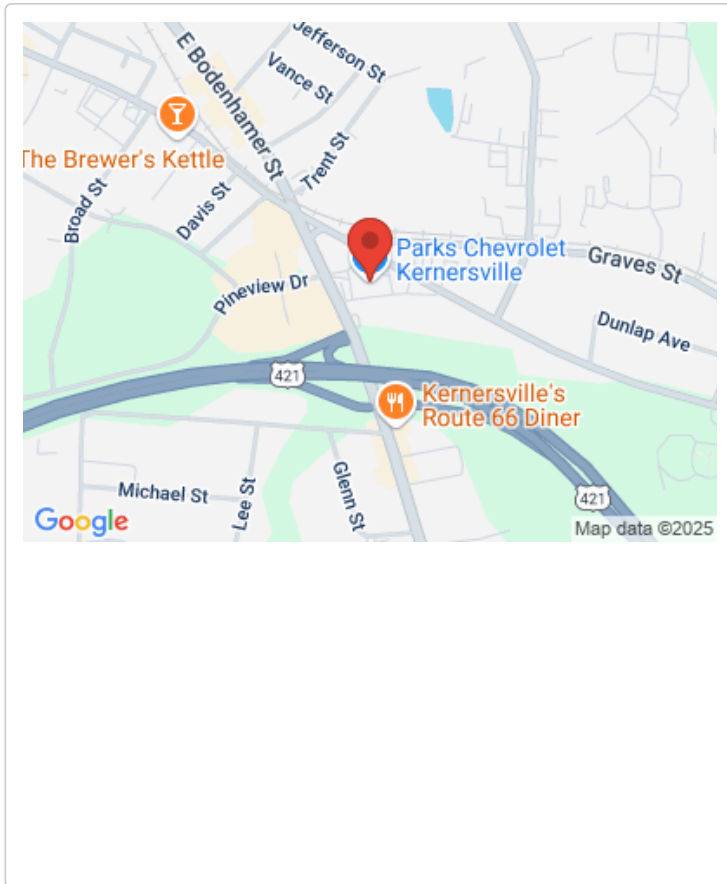 Jefferson St
Vance St
E Bodenhamer St
The Brewer's Kettle
Trent St
Broad St
Davis St
Parks Chevrolet
Kernersville
Graves St
Pineview Dr
Dunlap Ave
421
Kernersville's
Route 66 Diner
Michael St
Lee St
Glenn St
421
Google
Map data ©2025